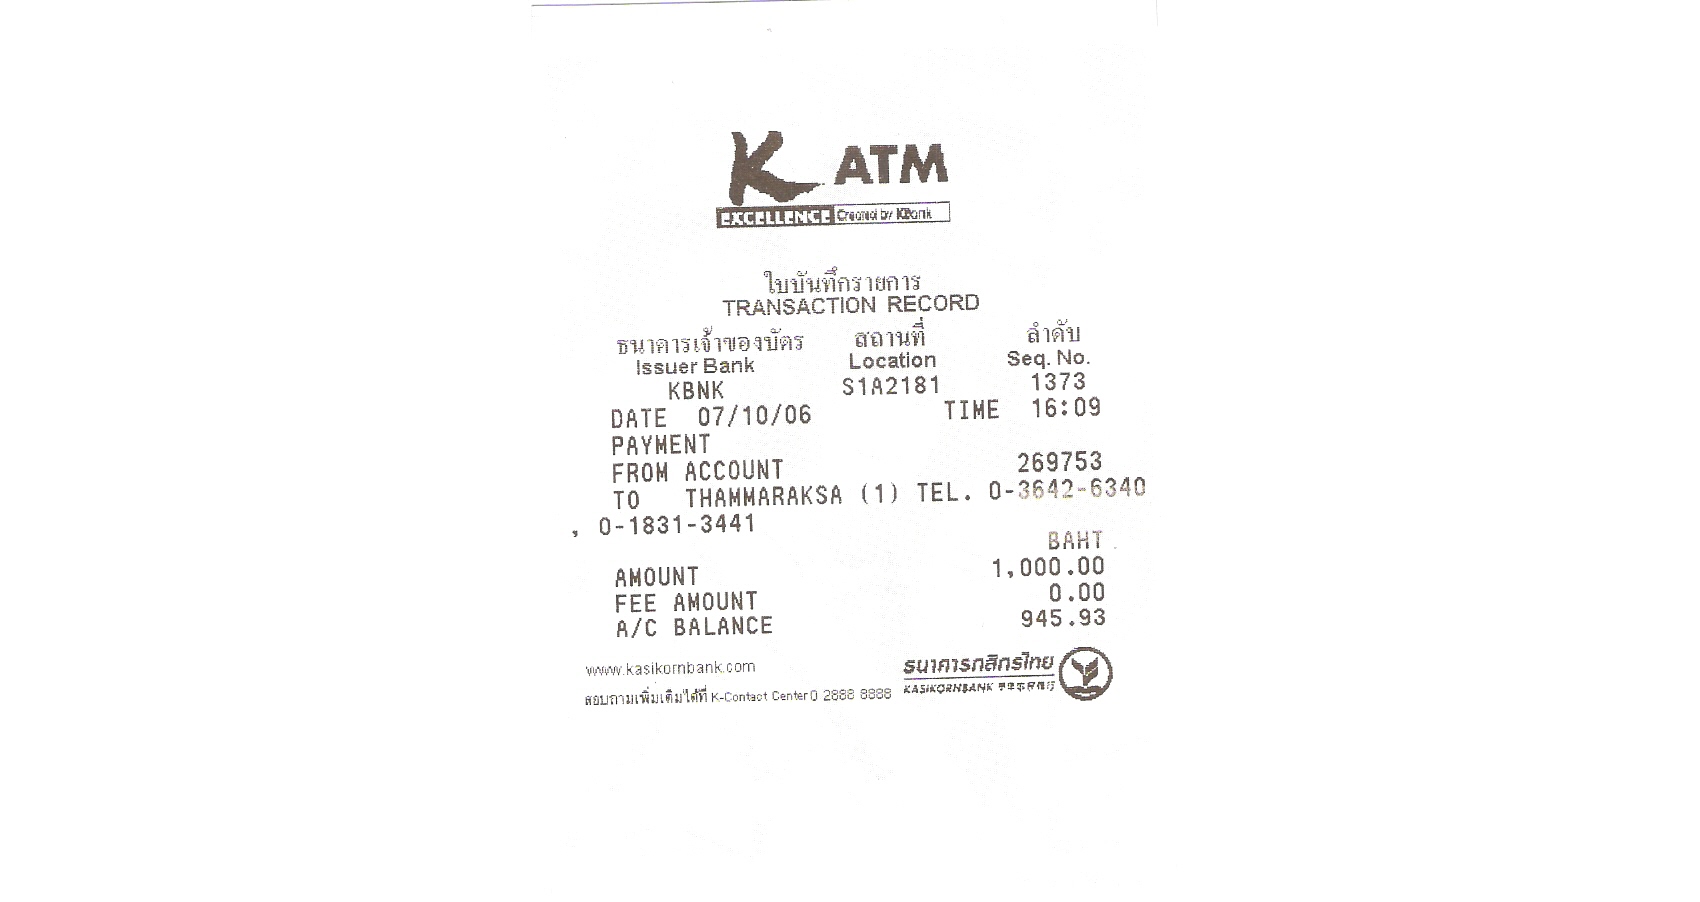 K ATM
EXCELLENCE Created by KBank
ใบบันทึกรายการ
TRANSACTION RECORD
ธนาคารเจ้าของบัตร สถานที่ ลำดับ
Issuer Bank Location Seq. No.
KBNK S1A2181 1373
DATE 07/10/06 TIME 16:09
PAYMENT
FROM ACCOUNT 269753
TO THAMMARAKSA (1) TEL. 0-3642-6340
, 0-1831-3441
BAHT
AMOUNT 1,000.00
FEE AMOUNT 0.00
A/C BALANCE 945.93
www.kasikornbank.com ธนาคารกสิกรไทย
สอบถามเพิ่มเติมได้ที่ K-Contact Center 0 2888 8888 KASIKORNBANK